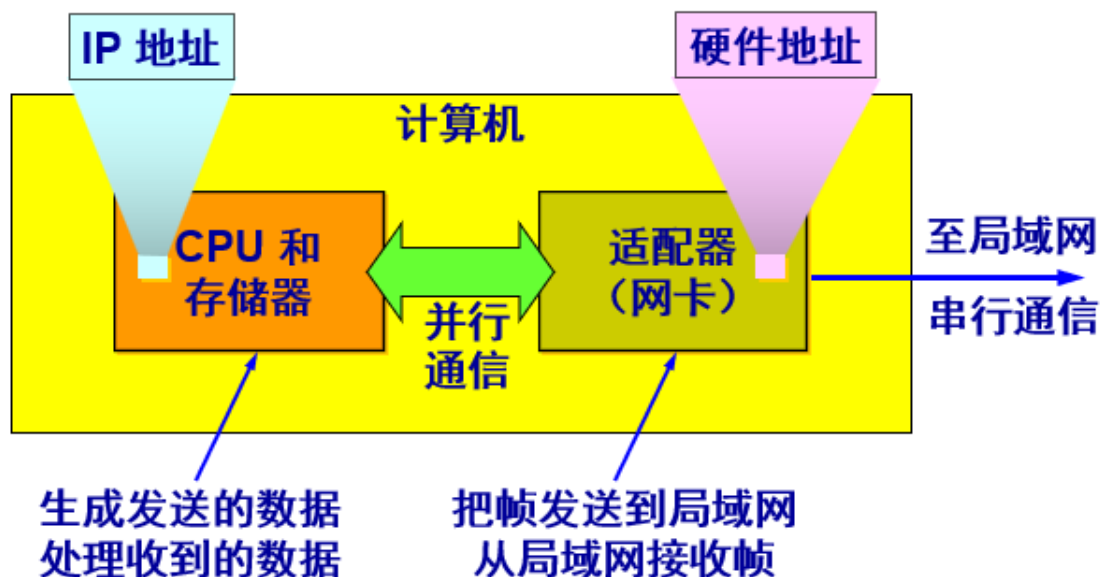 IP 地址
硬件地址
计算机
CPU 和
存储器
并行
通信
适配器
（网卡）
至局域网
串行通信
生成发送的数据
处理收到的数据
把帧发送到局域网
从局域网接收帧